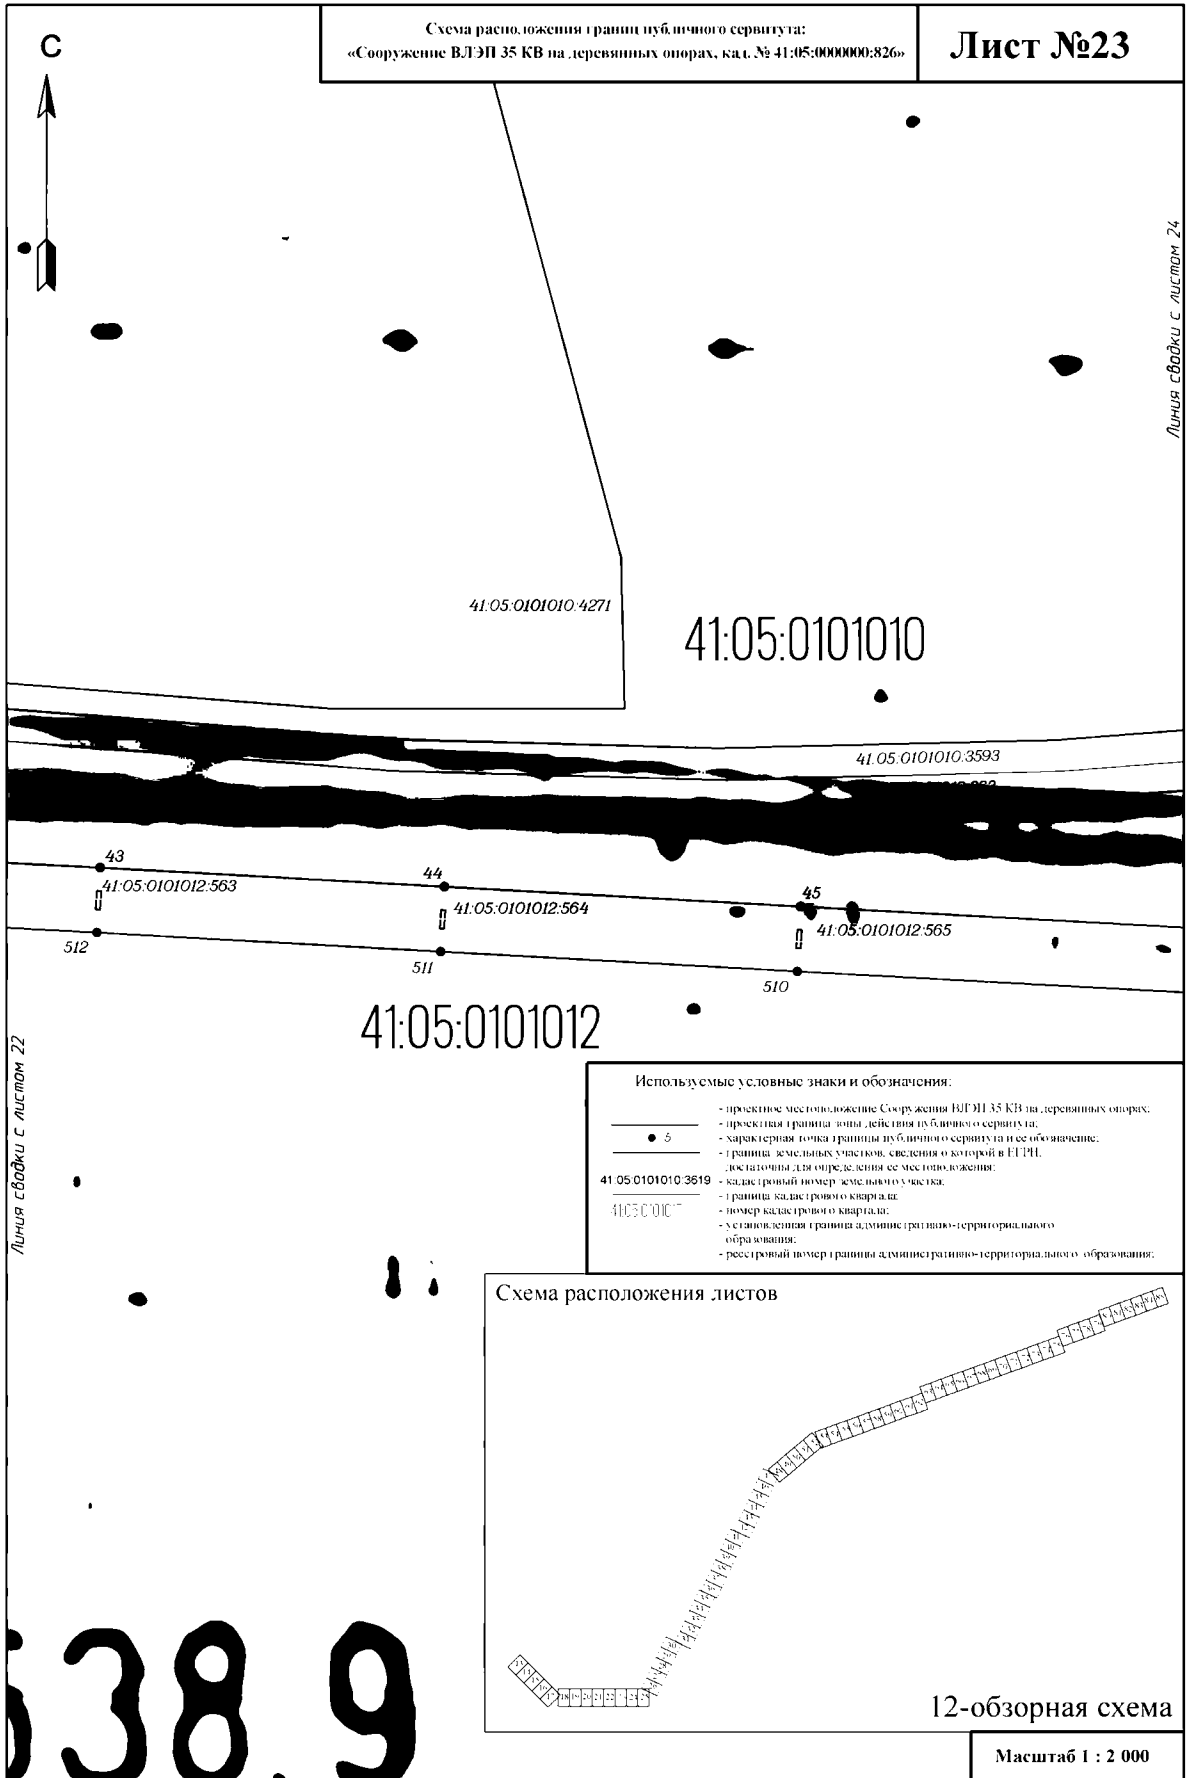 Схема расположения границ публичного сервитута:
«Сооружение ВЛЭП 35 КВ на деревянных опорах, кад. № 41:05:0000000:826»
Лист №23
С
Линия сводки с листом 24
41:05:0101010:4271
41:05:0101010
41:05:0101010:3593
43
41:05:0101012:563
44
41:05:0101012:564
45
41:05:0101012:565
512
511
510
41:05:0101012
Линия сводки с листом 22
Используемые условные знаки и обозначения:
- проектное местоположение Сооружения ВЛЭП 35 КВ на деревянных опорах;
- проектная граница зоны действия публичного сервитута;
5 - характерная точка границы публичного сервитута и ее обозначение;
- граница земельных участков, сведения о которой в ЕГРН,
достаточны для определения ее местоположения;
41:05:0101010:3619 - кадастровый номер земельного участка;
- граница кадастрового квартала;
- номер кадастрового квартала;
- установленная граница административно-территориального
образования;
- реестровый номер границы административно-территориального образования;
Схема расположения листов
12-обзорная схема
38.9
Масштаб 1 : 2 000